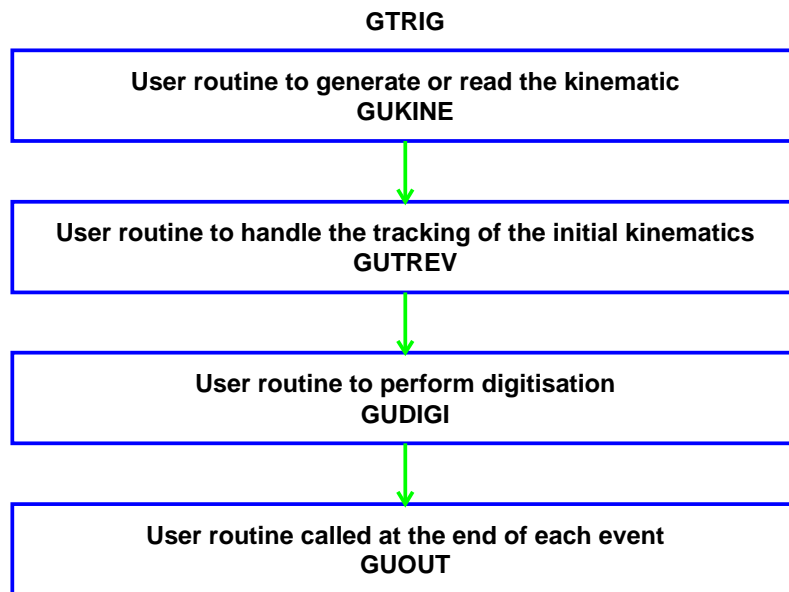 GTRIG
User routine to generate or read the kinematic
GUKINE
User routine to handle the tracking of the initial kinematics
GUTREV
User routine to perform digitisation
GUDIGI
User routine called at the end of each event
GUOUT